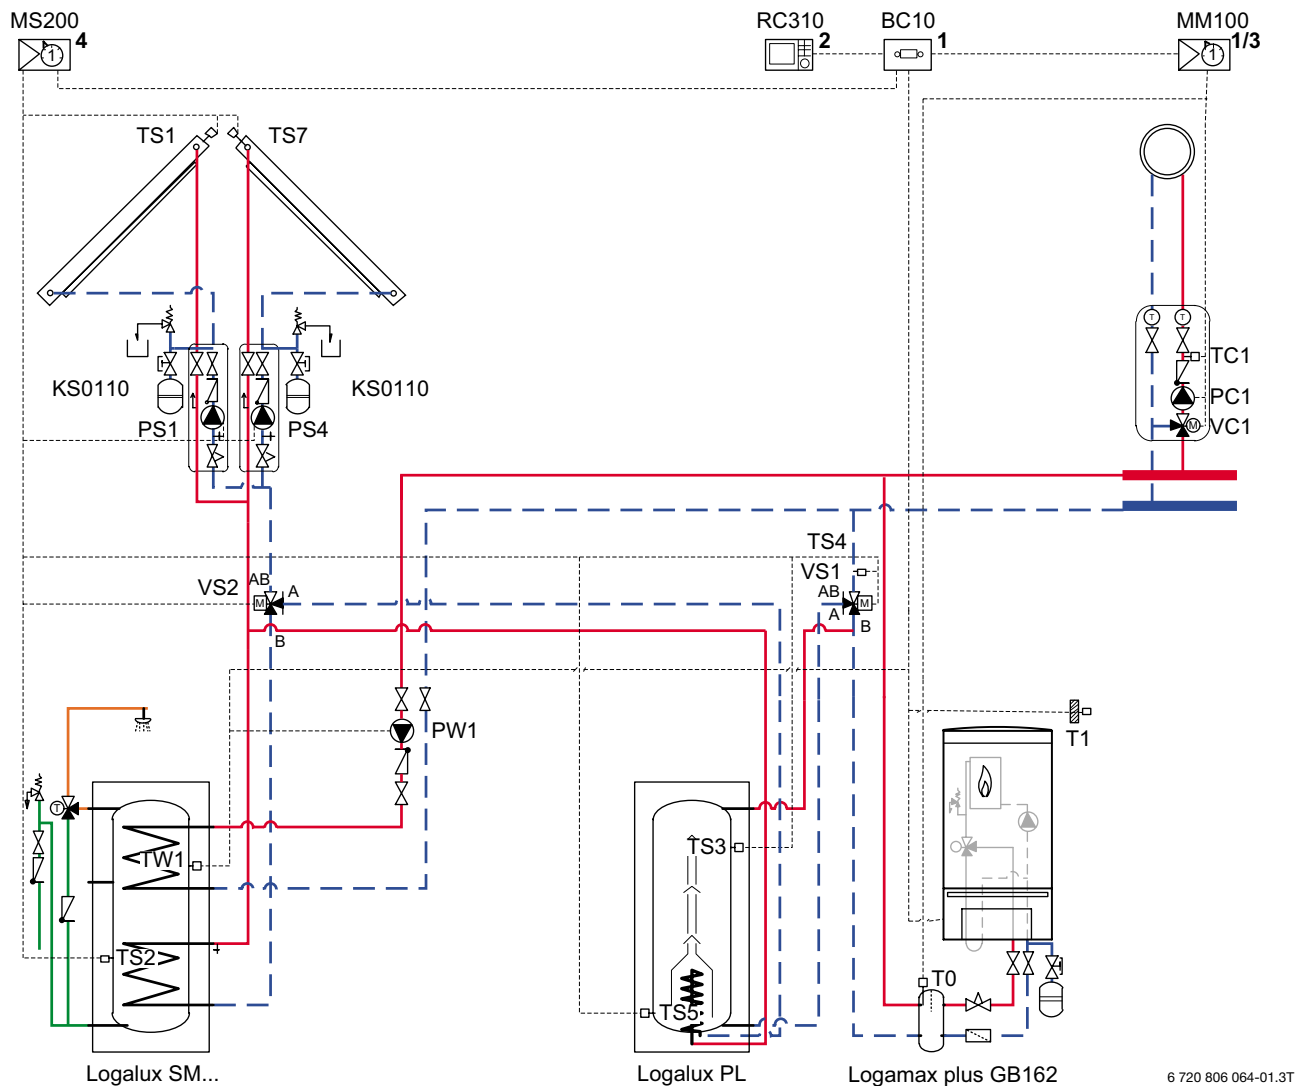 MS200
4
RC310
2
BC10
1
MM100
1/3
1
1
TS1
TS7
T
T
KS0110
KS0110
TC1
PC1
PS1
PS4
VC1
M
TS4
VS1
VS2
AB
A
M
B
AB
A
M
B
PW1
T1
T
TW1
TS3
TS2
TS5
T0
Logalux SM...
Logalux PL
Logamax plus GB162
6 720 806 064-01.3T